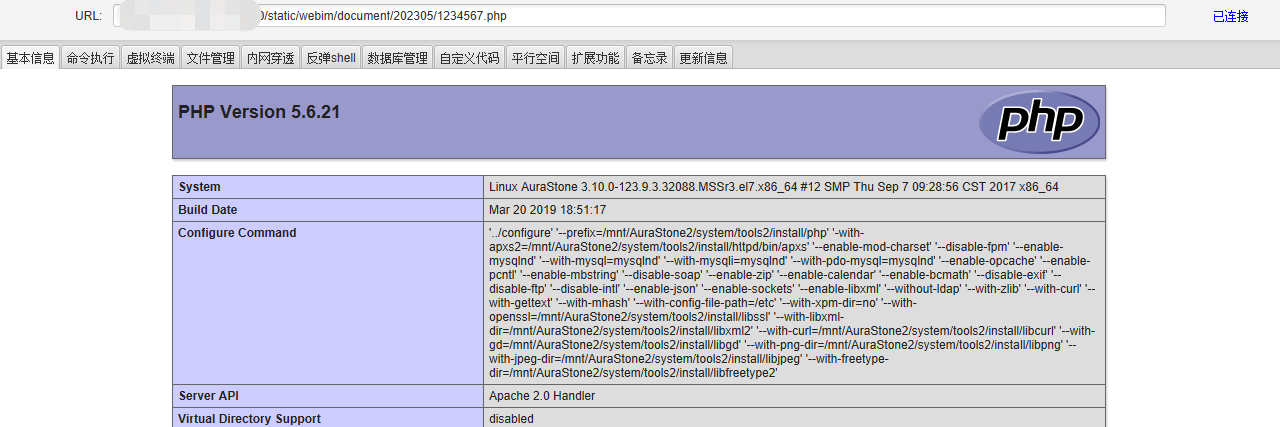 URL: 0/static/webim/document/202305/1234567.php 已连接
基本信息 命令执行 虚拟终端 文件管理 内网穿透 反弹shell 数据库管理 自定义代码 平行空间 扩展功能 备忘录 更新信息
PHP Version 5.6.21
php
System Linux AuraStone 3.10.0-123.9.3.32088.MSSr3.el7.x86_64 #12 SMP Thu Sep 7 09:28:56 CST 2017 x86_64
Build Date Mar 20 2019 18:51:17
Configure Command '../configure' '--prefix=/mnt/AuraStone2/system/tools2/install/php' '-with-
apxs2=/mnt/AuraStone2/system/tools2/install/httpd/bin/apxs' '--enable-mod-charset' '--disable-fpm' '--enable-
mysqlnd' '--with-mysql=mysqlnd' '--with-mysqli=mysqlnd' '--with-pdo-mysql=mysqlnd' '--enable-opcache' '--enable-
pcntl' '--enable-mbstring' '--disable-soap' '--enable-zip' '--enable-calendar' '--enable-bcmath' '--disable-exif' '--
disable-ftp' '--disable-intl' '--enable-json' '--enable-sockets' '--enable-libxml' '--without-ldap' '--with-zlib' '--with-curl' '--
with-gettext' '--with-mhash' '--with-config-file-path=/etc' '--with-xpm-dir=no' '--with-
openssl=/mnt/AuraStone2/system/tools2/install/libssl' '--with-libxml-
dir=/mnt/AuraStone2/system/tools2/install/libxml2' '--with-curl=/mnt/AuraStone2/system/tools2/install/libcurl' '--with-
gd=/mnt/AuraStone2/system/tools2/install/libgd' '--with-png-dir=/mnt/AuraStone2/system/tools2/install/libpng' '--
with-jpeg-dir=/mnt/AuraStone2/system/tools2/install/libjpeg' '--with-freetype-
dir=/mnt/AuraStone2/system/tools2/install/libfreetype2'
Server API Apache 2.0 Handler
Virtual Directory Support disabled